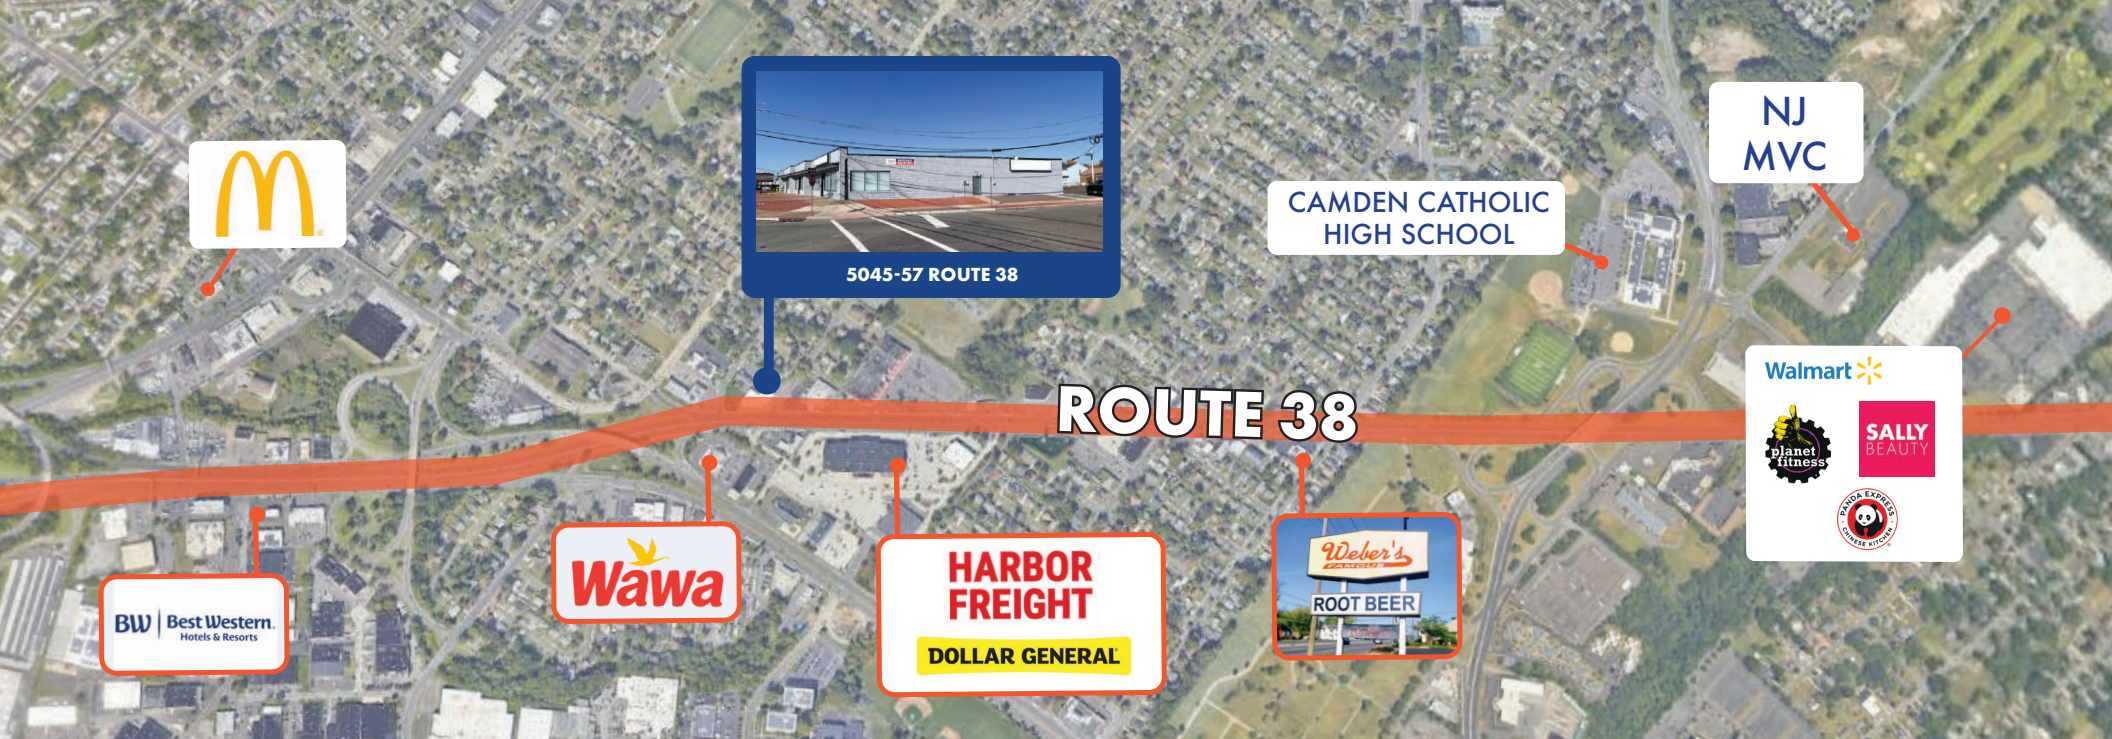 5045-57 ROUTE 38
NJ
MVC
CAMDEN CATHOLIC
HIGH SCHOOL
ROUTE 38
Walmart
planet
fitness
SALLY
BEAUTY
PANDA EXPRESS
CHINESE KITCHEN
BW Best Western.
Hotels & Resorts
Wawa
HARBOR
FREIGHT
DOLLAR GENERAL
Weber's
FAMOUS
ROOT BEER